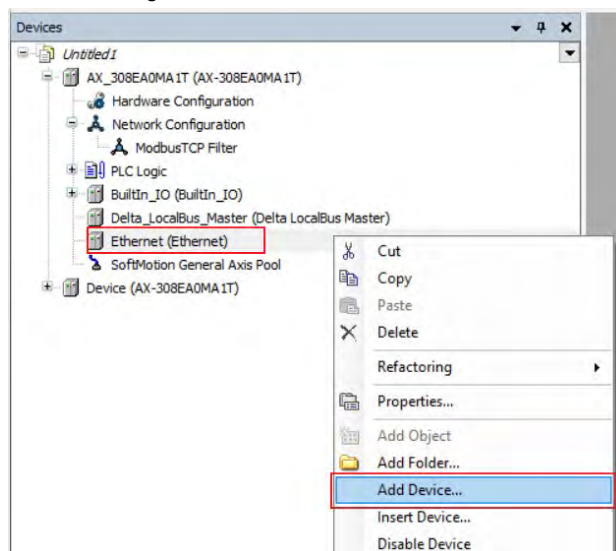 Devices
Untitled1
AX_308EA0MA1T (AX-308EA0MA1T)
Hardware Configuration
Network Configuration
ModbusTCP Filter
PLC Logic
BuiltIn_IO (BuiltIn_IO)
Delta_LocalBus_Master (Delta LocalBus Master)
Ethernet (Ethernet)
SoftMotion General Axis Pool
Device (AX-308EA0MA1T)
Cut
Copy
Paste
Delete
Refactoring
Properties...
Add Object
Add Folder...
Add Device...
Insert Device...
Disable Device